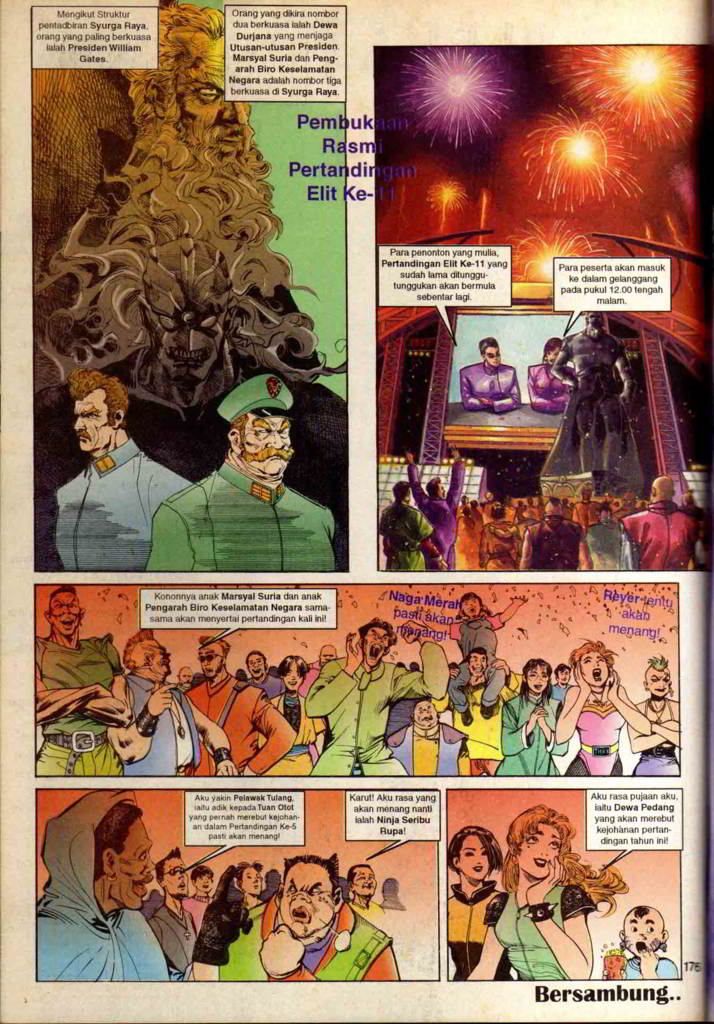 Mengikut Struktur
pentadbiran Syurga Raya,
orang yang paling berkuasa
ialah Presiden William
Gates.
Orang yang dikira nombor
dua berkuasa ialah Dewa
Durjana yang menjaga
Utusan-utusan Presiden.
Marsyal Suria dan Peng-
arah Biro Keselamatan
Negara adalah nombor tiga
berkuasa di Syurga Raya.
Pembukaan
Rasmi
Pertandingan
Elit Ke-11
Para penonton yang mulia,
Pertandingan Elit Ke-11 yang
sudah lama ditunggu-
tunggukan akan bermula
sebentar lagi.
Para peserta akan masuk
ke dalam gelanggang
pada pukul 12.00 tengah
malam.
Kononnya anak Marsyal Suria dan anak
Pengarah Biro Keselamatan Negara sama-
sama akan menyertai pertandingan kali ini!
Naga Merah
pasti akan
menang!
Reyer
akan
menang!
Aku yakin Pelawak Tulang,
iaitu adik kepada Tuan Otot
yang pernah merebut kejohan-
an dalam Pertandingan Ke-5
pasti akan menang!
Karut! Aku rasa yang
akan menang nanti
ialah Ninja Seribu
Rupa!
Aku rasa pujaan aku,
iaitu Dewa Pedang
yang akan merebut
kejohanan pertan-
dingan tahun ini!
176
Bersambung..